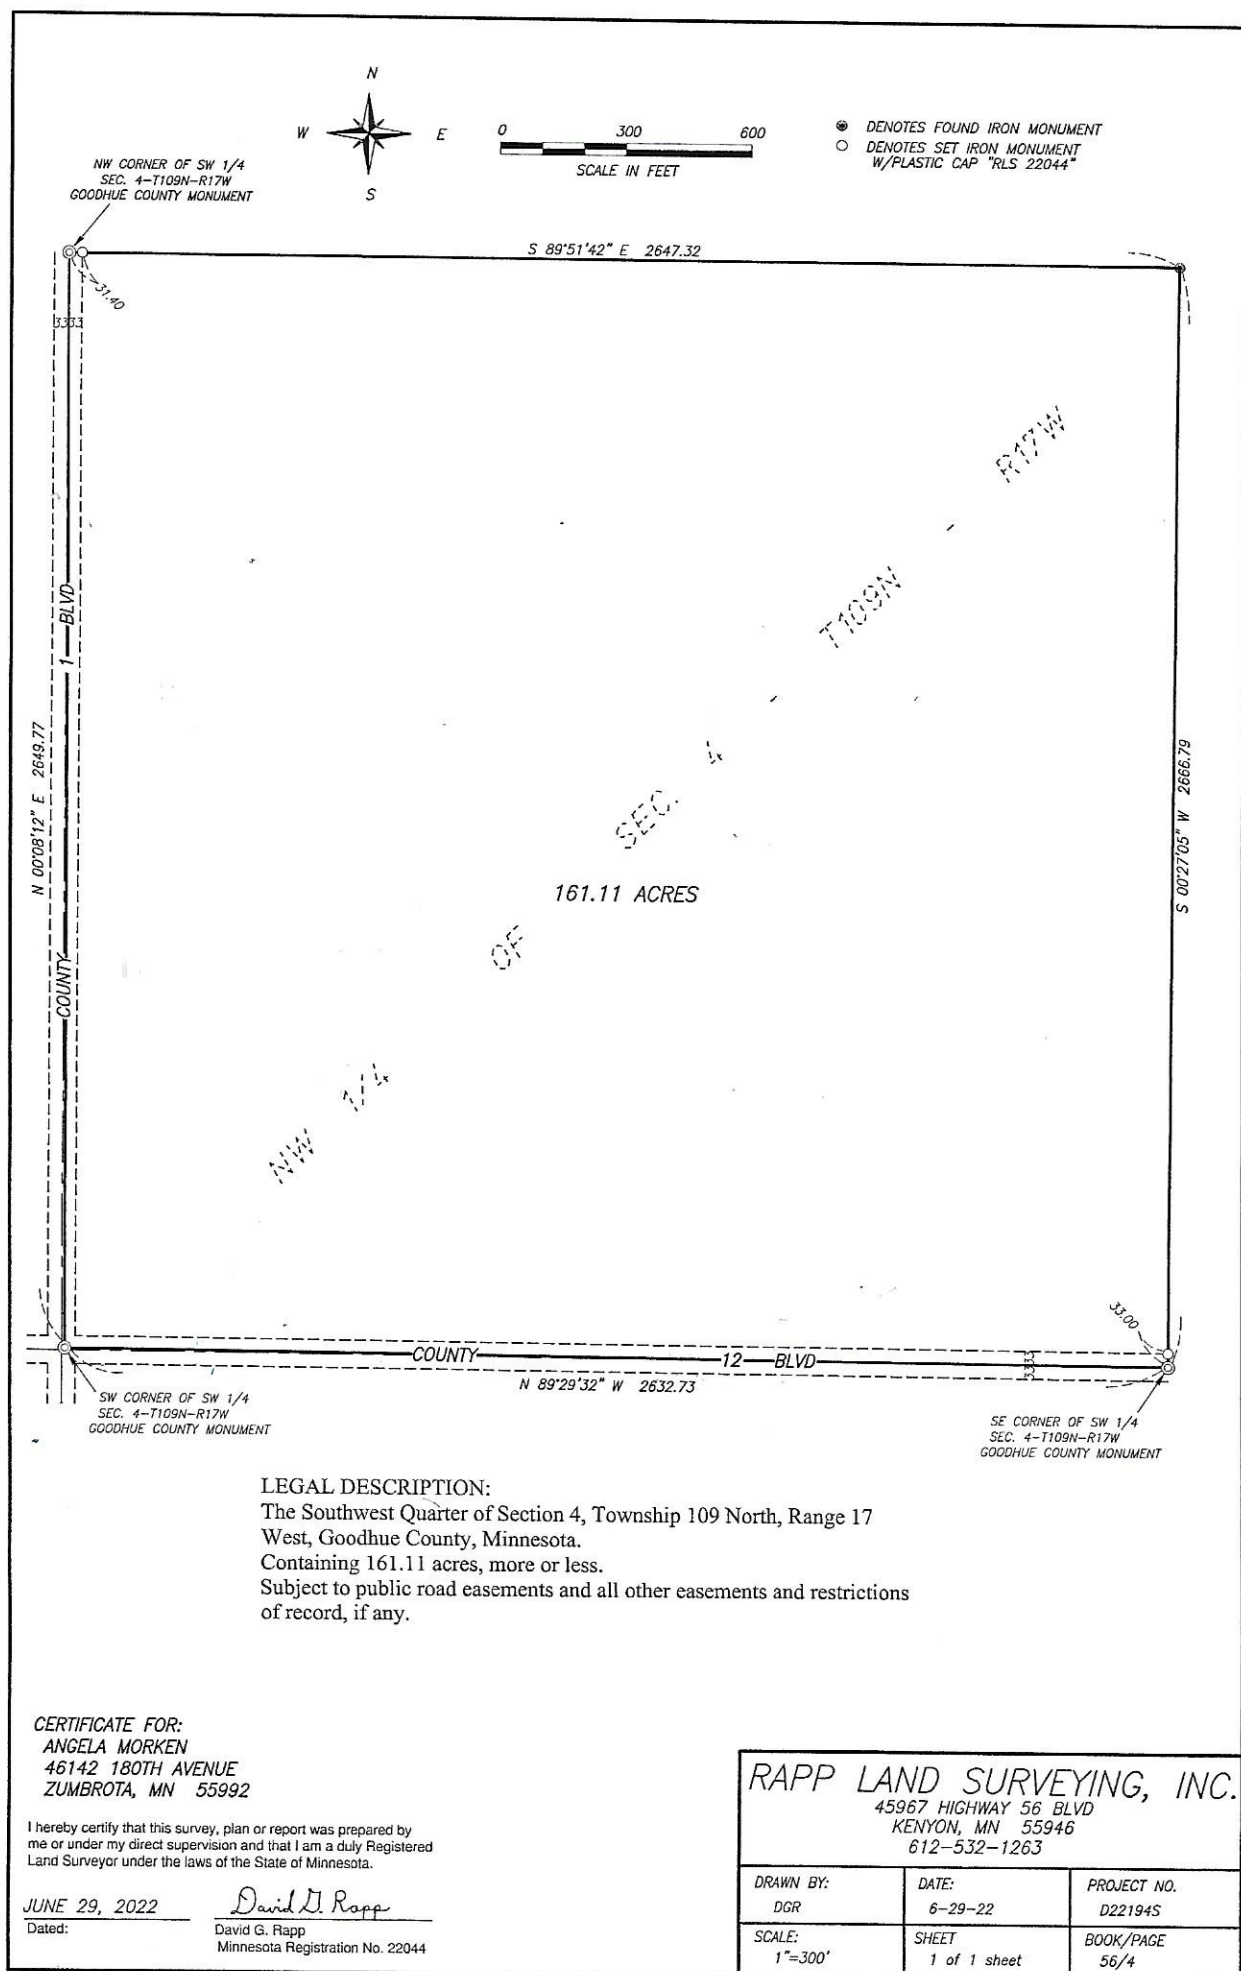 N
W
E
S
0 300 600
SCALE IN FEET
DENOTES FOUND IRON MONUMENT
DENOTES SET IRON MONUMENT
W/PLASTIC CAP "RLS 22044"
NW CORNER OF SW 1/4
SEC. 4-T109N-R17W
GOODHUE COUNTY MONUMENT
S 89°51'42" E 2647.32
31.40
3333
R17W
T109N
SEC. 4
OF
NW 1/4
161.11 ACRES
COUNTY 1 BLVD
N 00°08'12" E 2649.77
S 00°27'05" W 2666.79
33.00
COUNTY 12 BLVD
3333
N 89°29'32" W 2632.73
SW CORNER OF SW 1/4
SEC. 4-T109N-R17W
GOODHUE COUNTY MONUMENT
SE CORNER OF SW 1/4
SEC. 4-T109N-R17W
GOODHUE COUNTY MONUMENT
LEGAL DESCRIPTION:
The Southwest Quarter of Section 4, Township 109 North, Range 17
West, Goodhue County, Minnesota.
Containing 161.11 acres, more or less.
Subject to public road easements and all other easements and restrictions
of record, if any.
CERTIFICATE FOR:
ANGELA MORKEN
46142 180TH AVENUE
ZUMBROTA, MN 55992
I hereby certify that this survey, plan or report was prepared by
me or under my direct supervision and that I am a duly Registered
Land Surveyor under the laws of the State of Minnesota.
JUNE 29, 2022
Dated:
David G. Rapp
David G. Rapp
Minnesota Registration No. 22044
RAPP LAND SURVEYING, INC.
45967 HIGHWAY 56 BLVD
KENYON, MN 55946
612-532-1263
DRAWN BY:
DGR
DATE:
6-29-22
PROJECT NO.
D22194S
SCALE:
1"=300'
SHEET
1 of 1 sheet
BOOK/PAGE
56/4